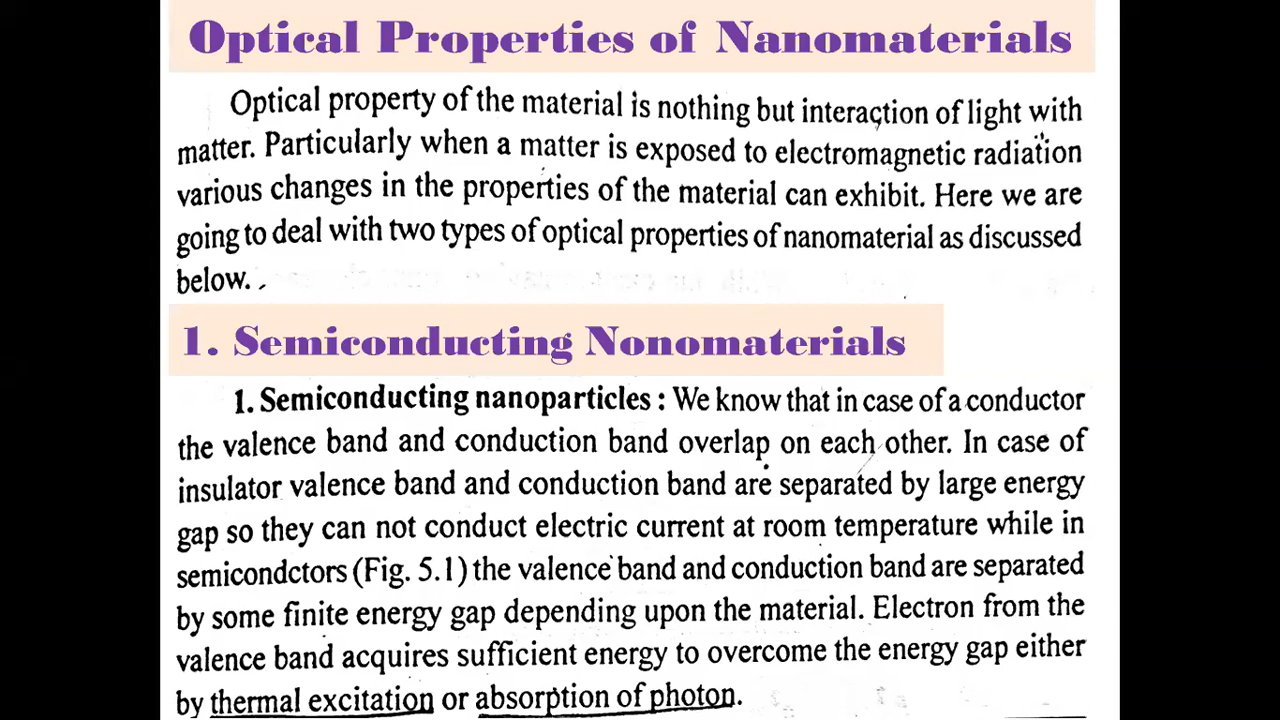 Optical Properties of Nanomaterials
Optical property of the material is nothing but interaction of light with
matter. Particularly when a matter is exposed to electromagnetic radiation
various changes in the properties of the material can exhibit. Here we are
going to deal with two types of optical properties of nanomaterial as discussed
below.
1. Semiconducting Nonomaterials
1. Semiconducting nanoparticles : We know that in case of a conductor
the valence band and conduction band overlap on each other. In case of
insulator valence band and conduction band are separated by large energy
gap so they can not conduct electric current at room temperature while in
semicondctors (Fig. 5.1) the valence band and conduction band are separated
by some finite energy gap depending upon the material. Electron from the
valence band acquires sufficient energy to overcome the energy gap either
by thermal excitation or absorption of photon.